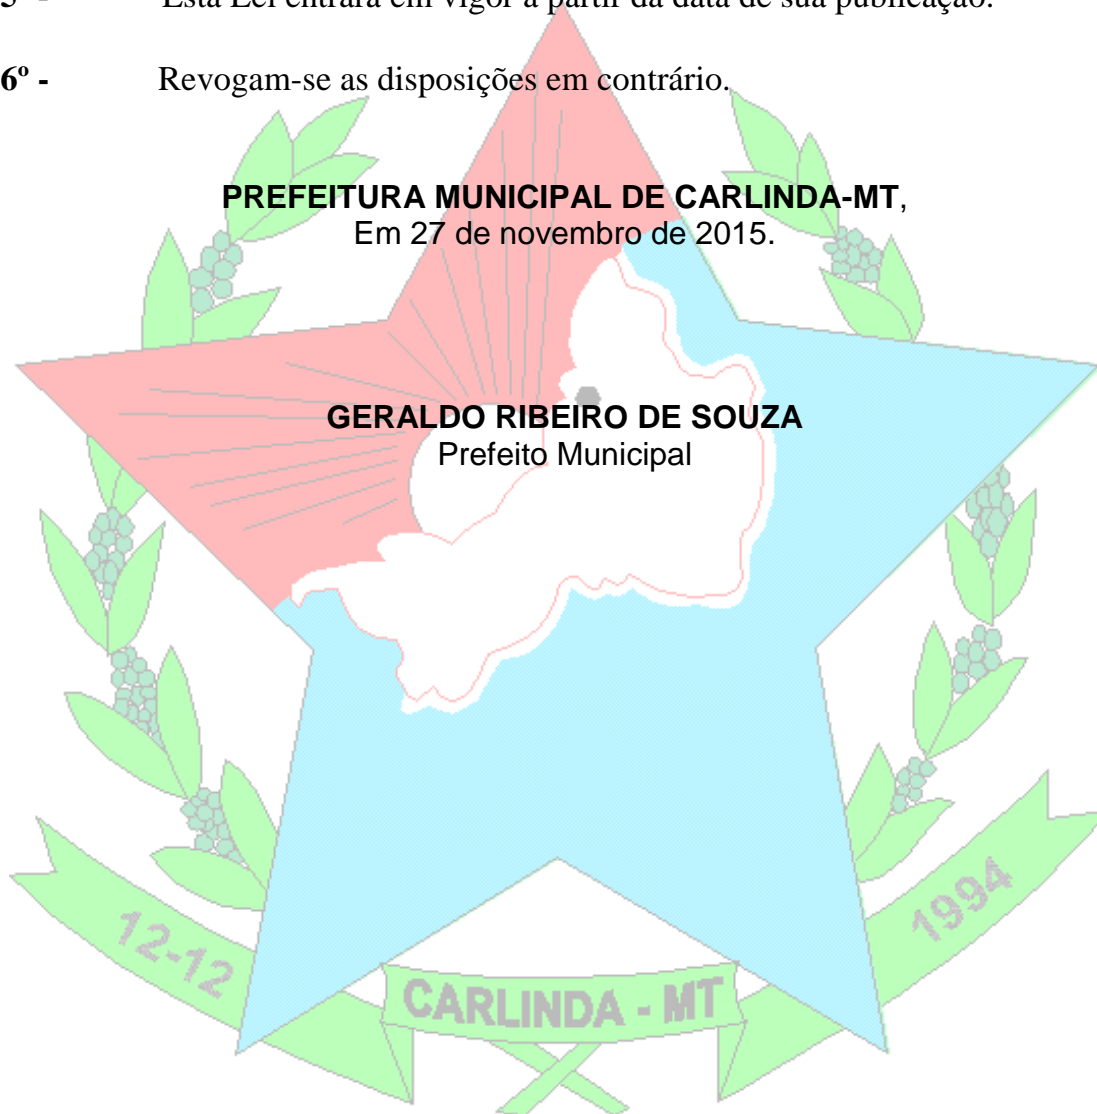 5º - Esta Lei entrará em vigor a partir da data de sua publicação.
6º - Revogam-se as disposições em contrário.
PREFEITURA MUNICIPAL DE CARLINDA-MT,
Em 27 de novembro de 2015.
GERALDO RIBEIRO DE SOUZA
Prefeito Municipal
12-12
1994
CARLINDA - MT